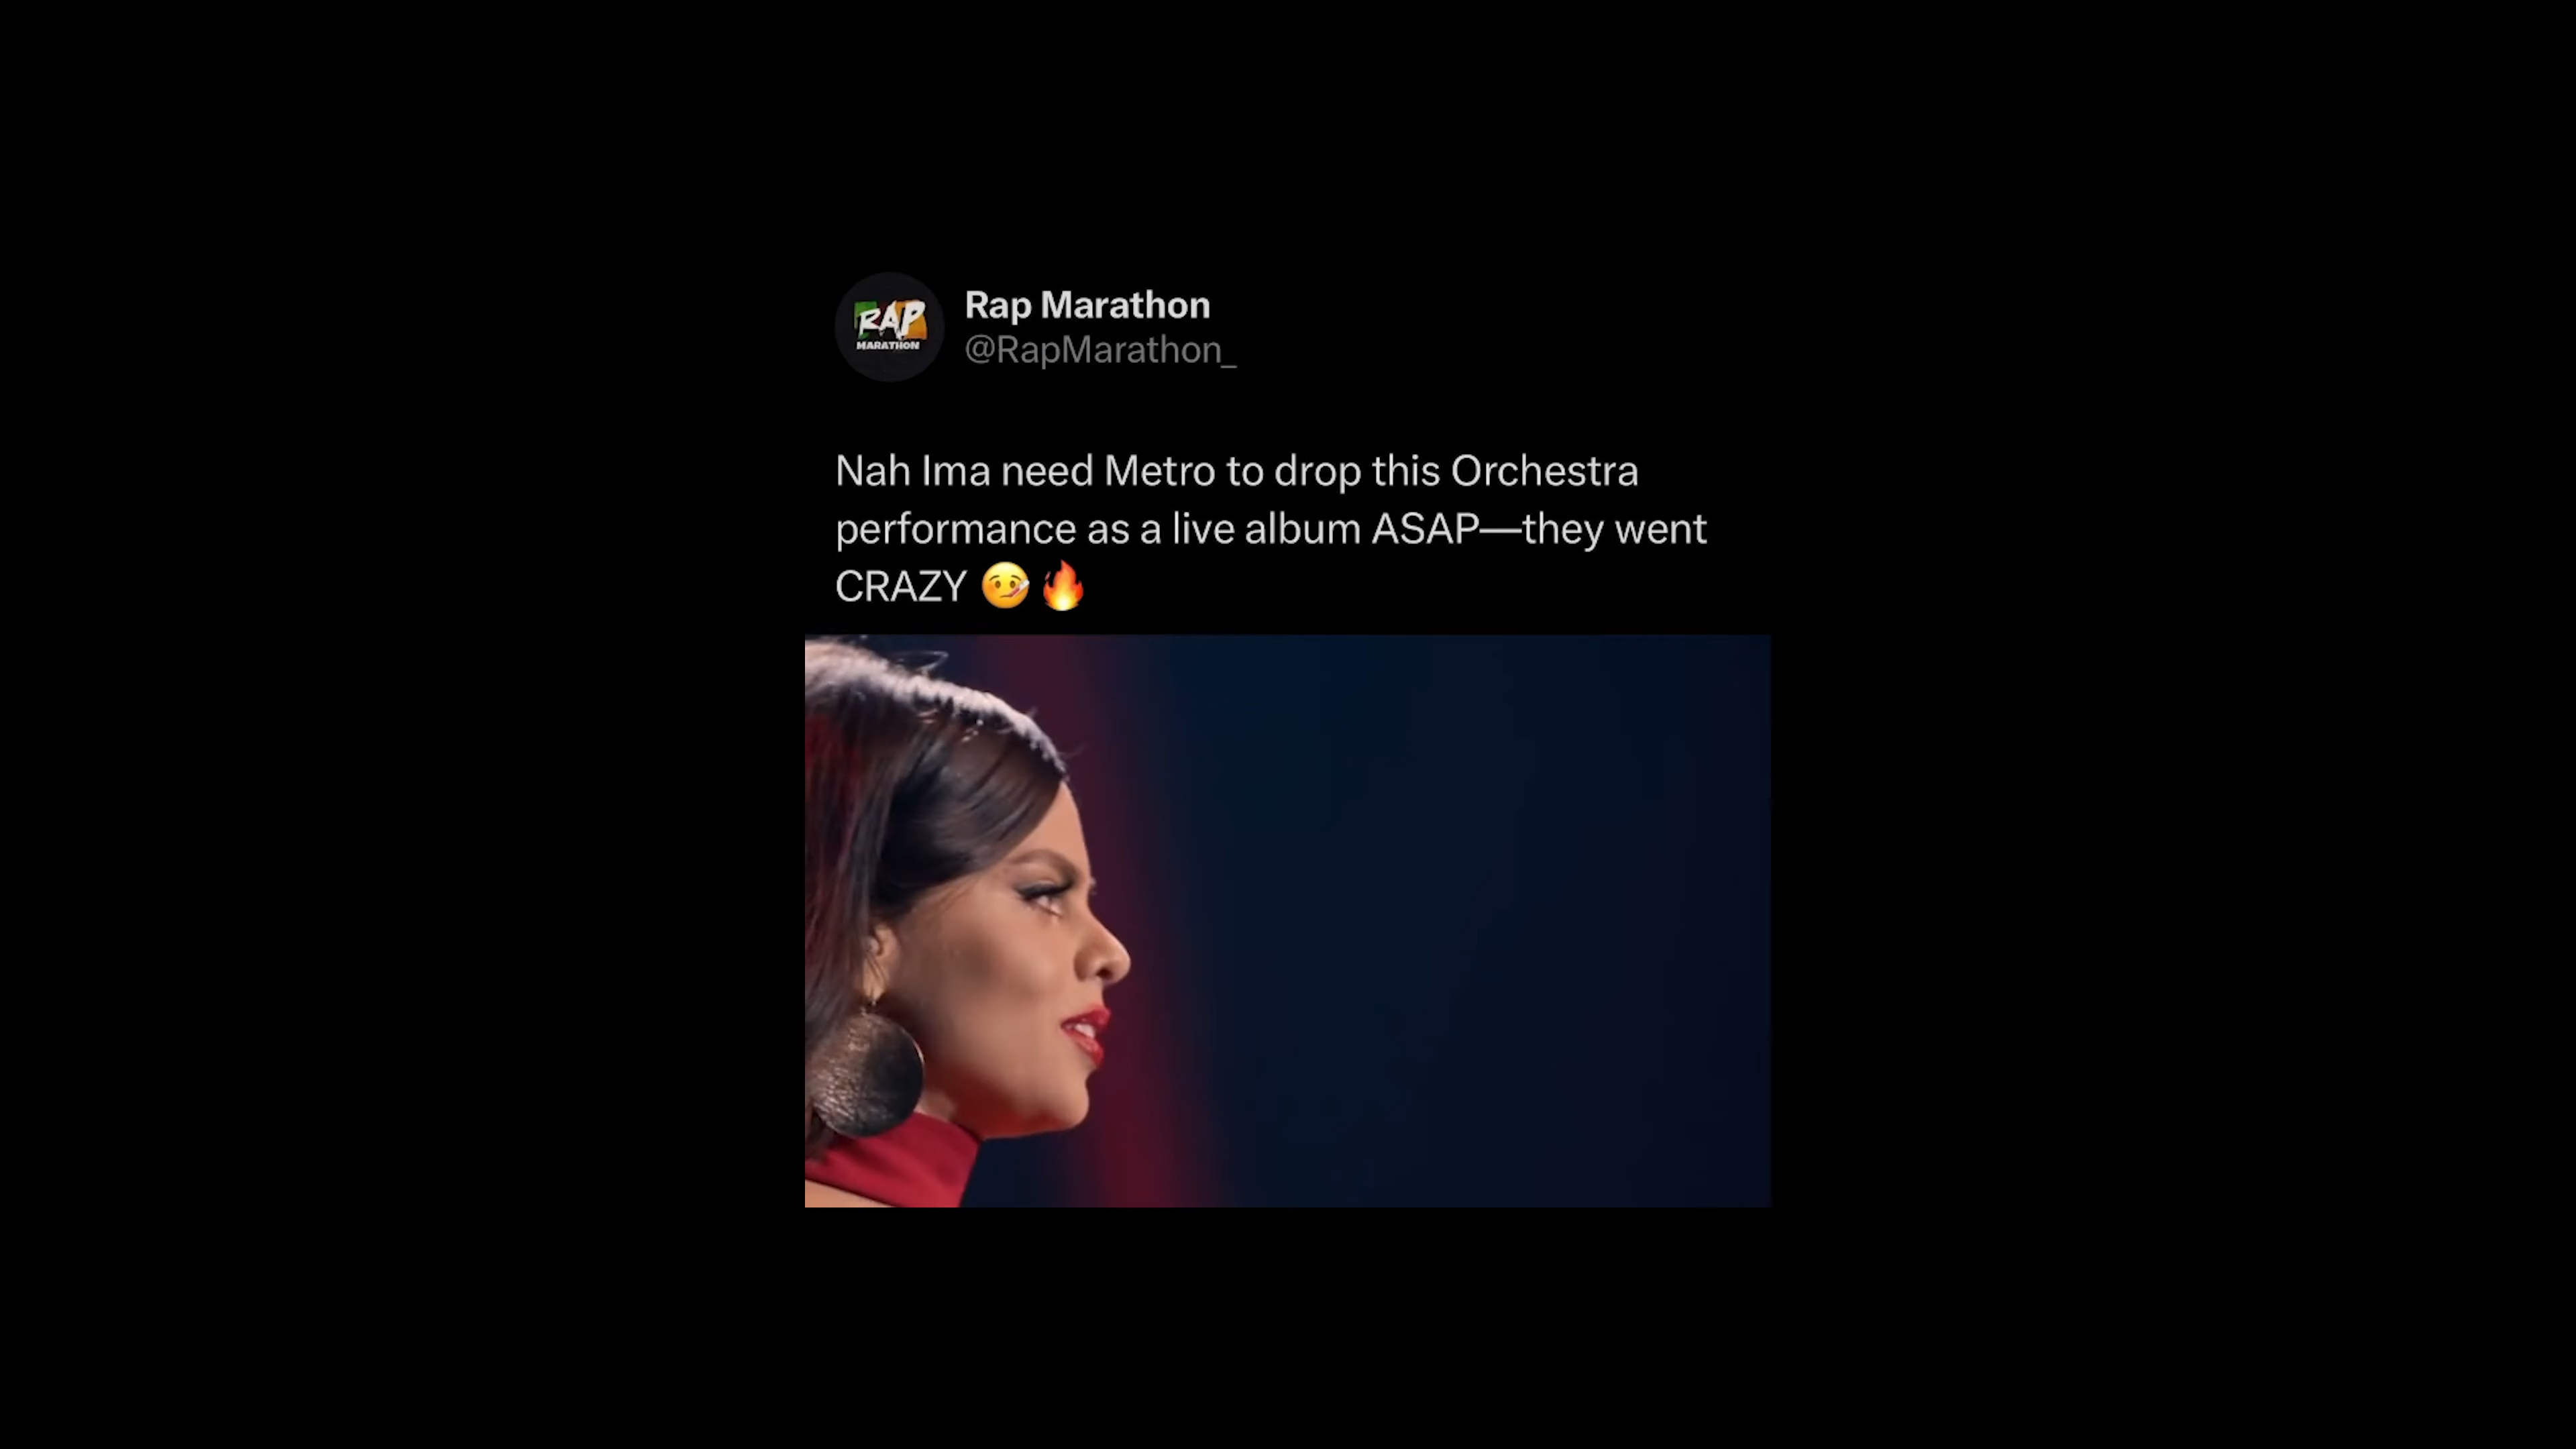 RAP
MARATHON
Rap Marathon
@RapMarathon_
Nah Ima need Metro to drop this Orchestra
performance as a live album ASAP—they went
CRAZY 🤒🔥